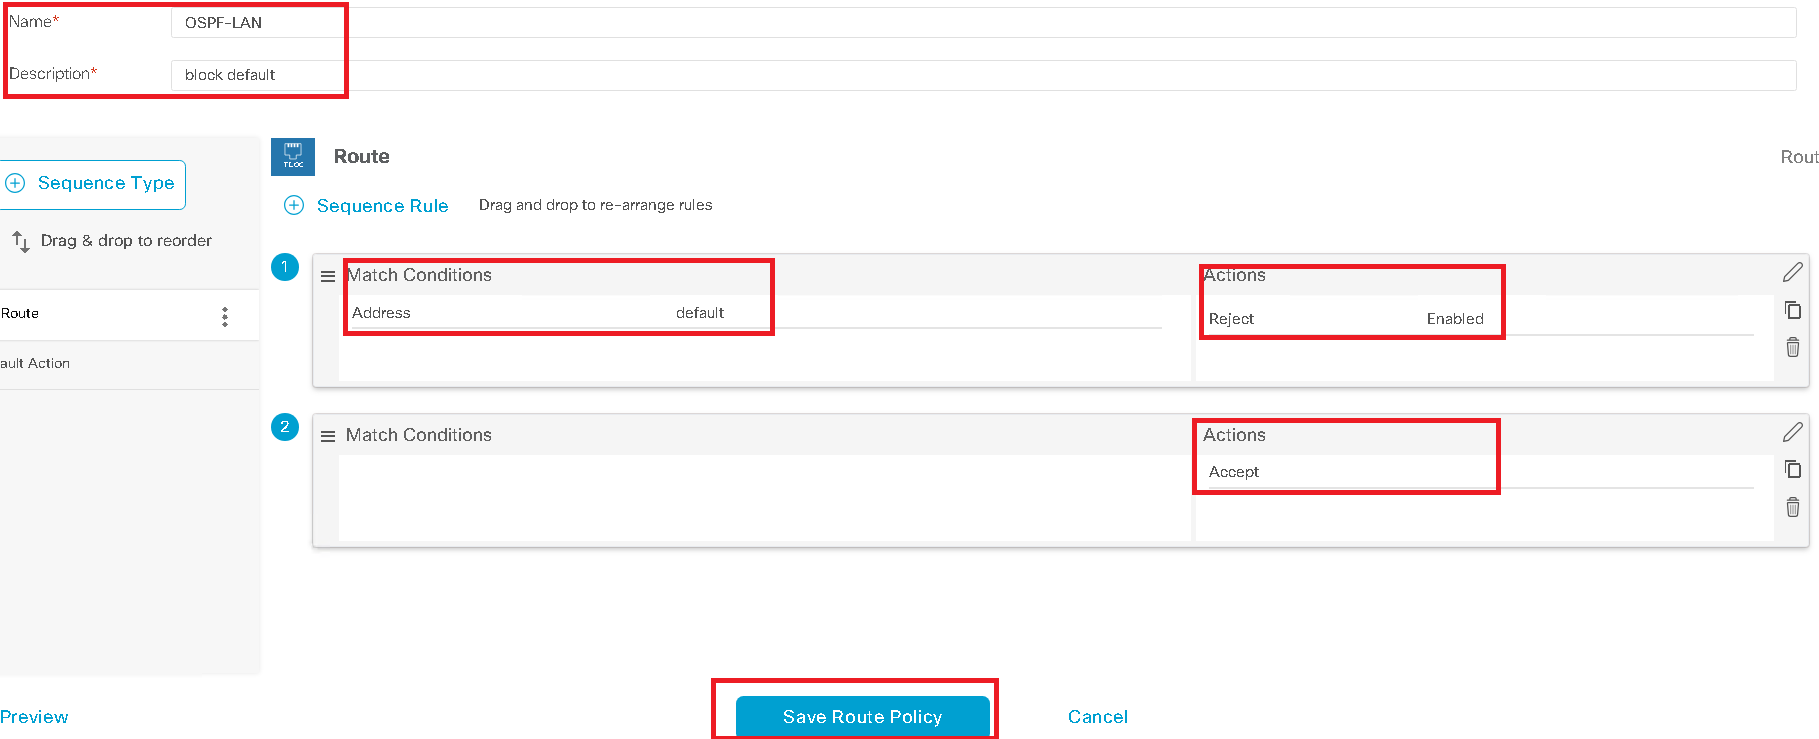 Name*
OSPF-LAN
Description*
block default
TLOC
Route
Rout
Sequence Type
Sequence Rule
Drag and drop to re-arrange rules
Drag & drop to reorder
Route
ault Action
1
Match Conditions
Actions
Address
default
Reject
Enabled
2
Match Conditions
Actions
Accept
Preview
Save Route Policy
Cancel